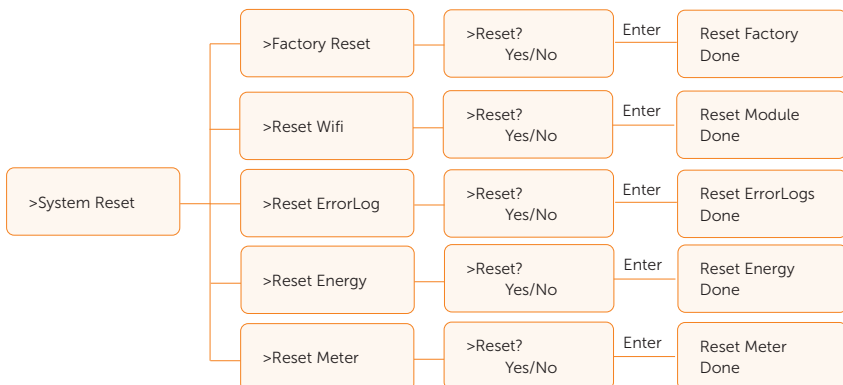 >Factory Reset
>Reset?
Yes/No
Enter
Reset Factory
Done
>Reset Wifi
>Reset?
Yes/No
Enter
Reset Module
Done
>System Reset
>Reset ErrorLog
>Reset?
Yes/No
Enter
Reset ErrorLogs
Done
>Reset Energy
>Reset?
Yes/No
Enter
Reset Energy
Done
>Reset Meter
>Reset?
Yes/No
Enter
Reset Meter
Done